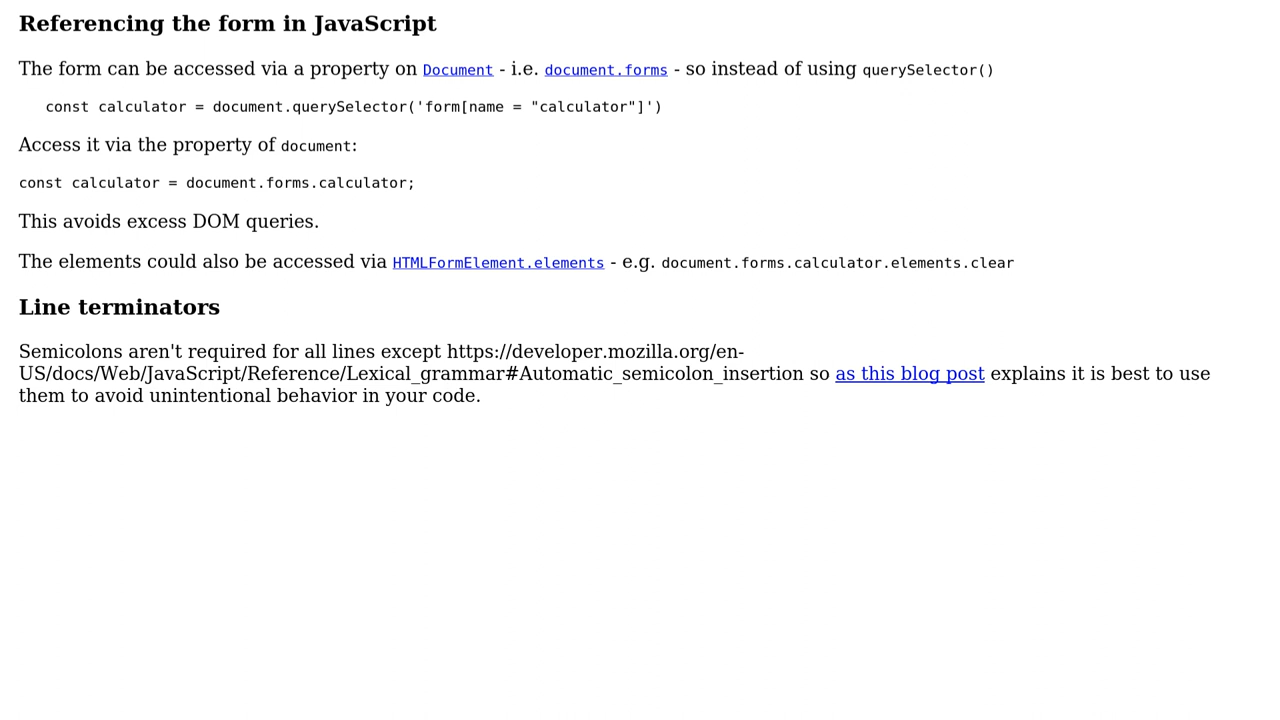 Referencing the form in JavaScript
The form can be accessed via a property on Document - i.e. document.forms - so instead of using querySelector()
const calculator = document.querySelector('form[name = "calculator"]')
Access it via the property of document:
const calculator = document.forms.calculator;
This avoids excess DOM queries.
The elements could also be accessed via HTMLFormElement.elements - e.g. document.forms.calculator.elements.clear
Line terminators
Semicolons aren't required for all lines except https://developer.mozilla.org/en-
US/docs/Web/JavaScript/Reference/Lexical_grammar#Automatic_semicolon_insertion so as this blog post explains it is best to use
them to avoid unintentional behavior in your code.